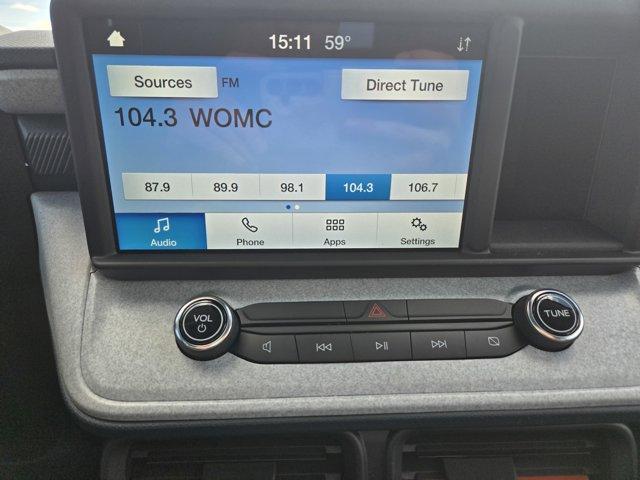 15:11 59°
Sources FM Direct Tune
104.3 WOMC
87.9 89.9 98.1 104.3 106.7
Audio Phone Apps Settings
VOL TUNE